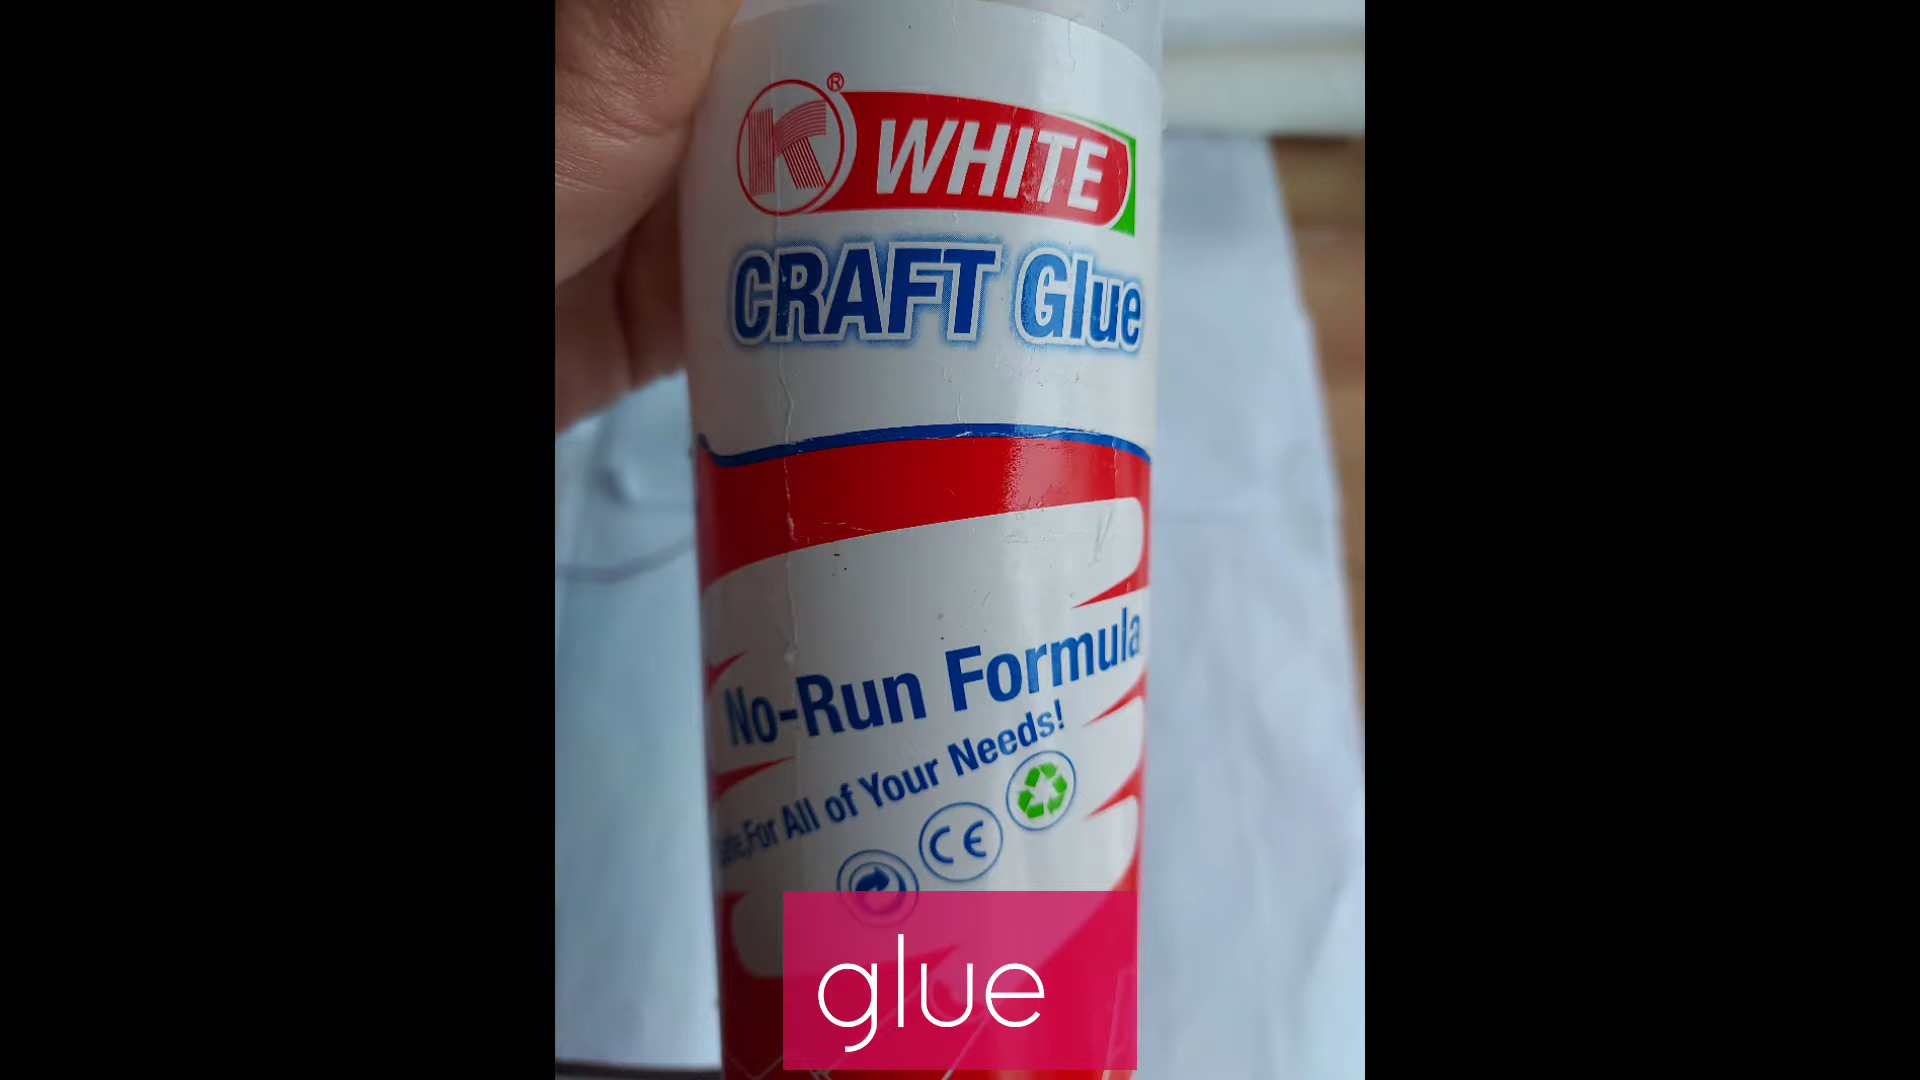 K ®
WHITE
CRAFT Glue
No-Run Formula
For All of Your Needs!
CE
glue